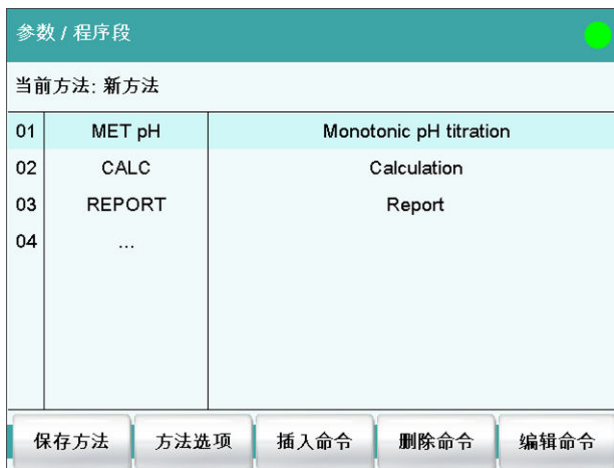 参数 / 程序段
当前方法: 新方法
01 MET pH Monotonic pH titration
02 CALC Calculation
03 REPORT Report
04 ...
保存方法 方法选项 插入命令 删除命令 编辑命令